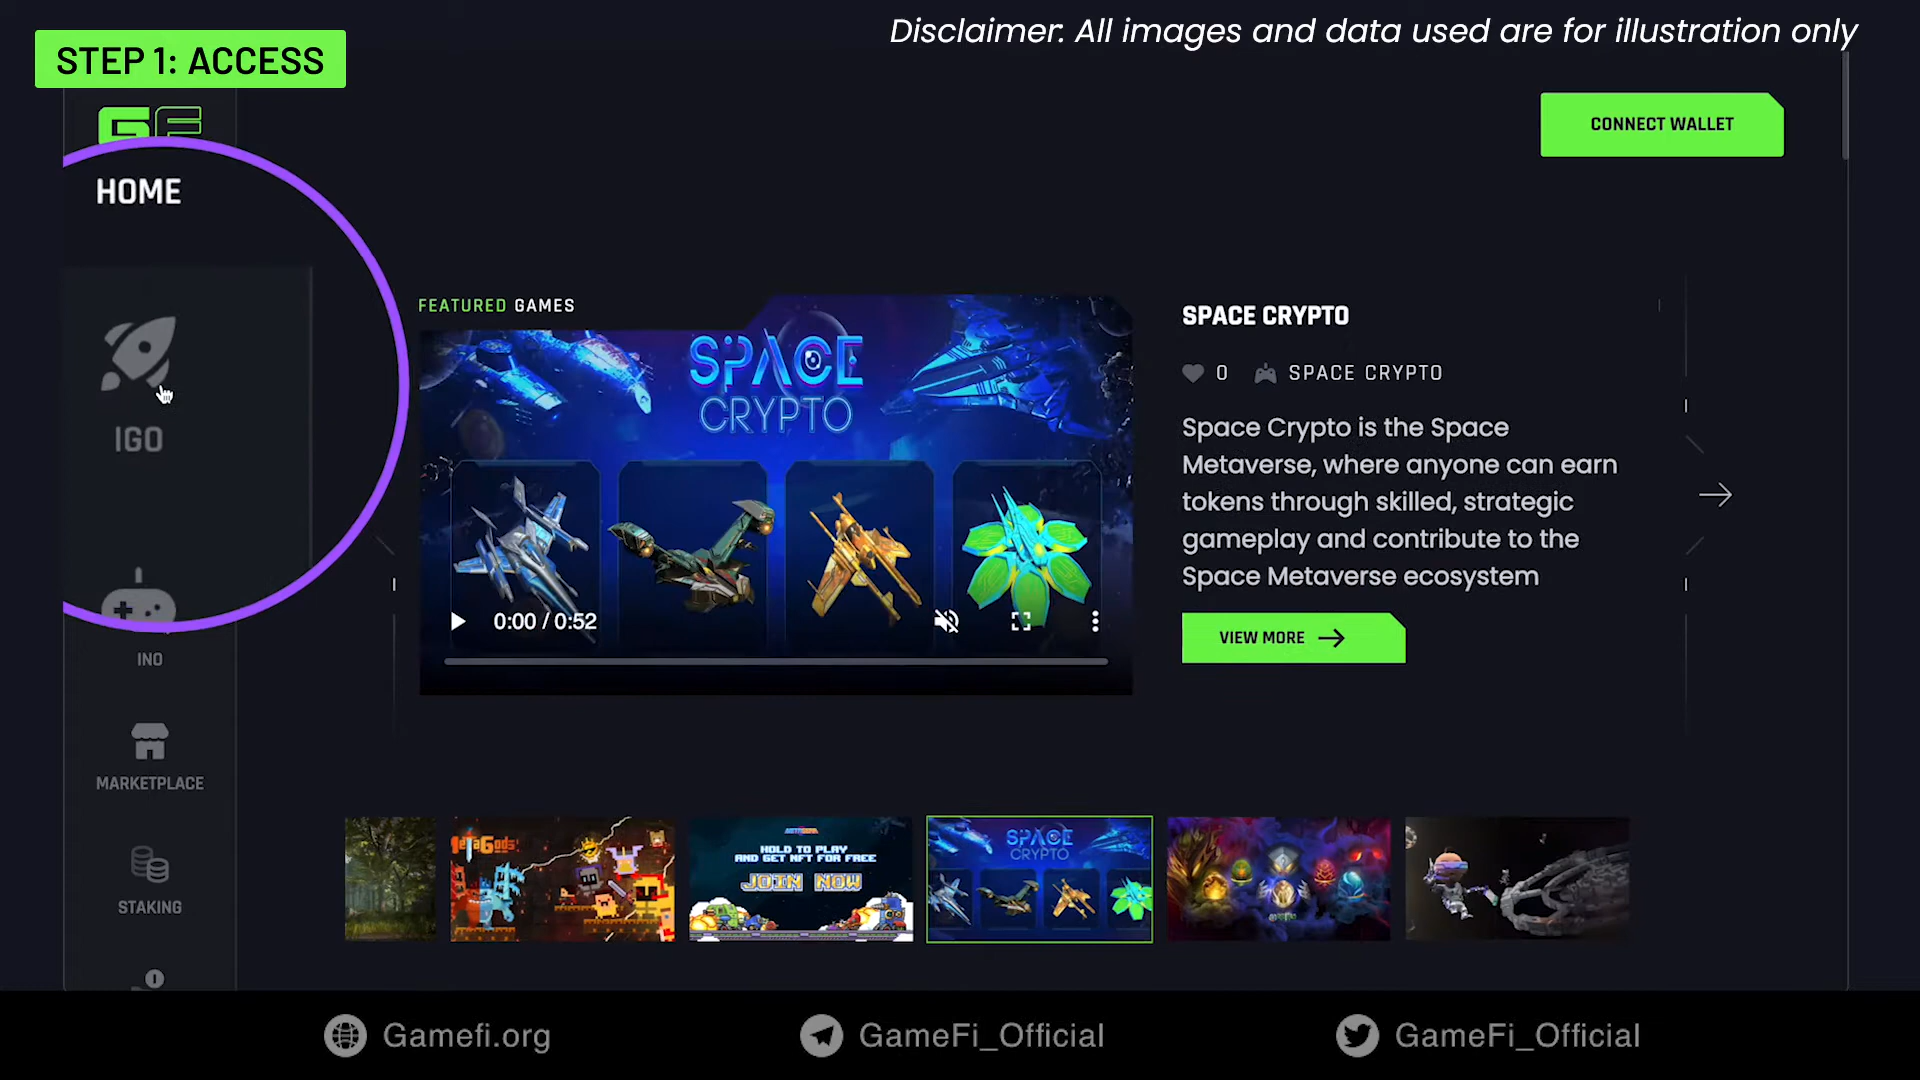 Disclaimer: All images and data used are for illustration only
STEP 1: ACCESS
GF
CONNECT WALLET
HOME
IGO
INO
MARKETPLACE
STAKING
FEATURED GAMES
SPACE
CRYPTO
0:00 / 0:52
SPACE CRYPTO
0 SPACE CRYPTO
Space Crypto is the Space
Metaverse, where anyone can earn
tokens through skilled, strategic
gameplay and contribute to the
Space Metaverse ecosystem
VIEW MORE
MetaGods
HOLD TO PLAY
AND GET NFT FOR FREE
JOIN NOW
SPACE
CRYPTO
Gamefi.org
GameFi_Official
GameFi_Official